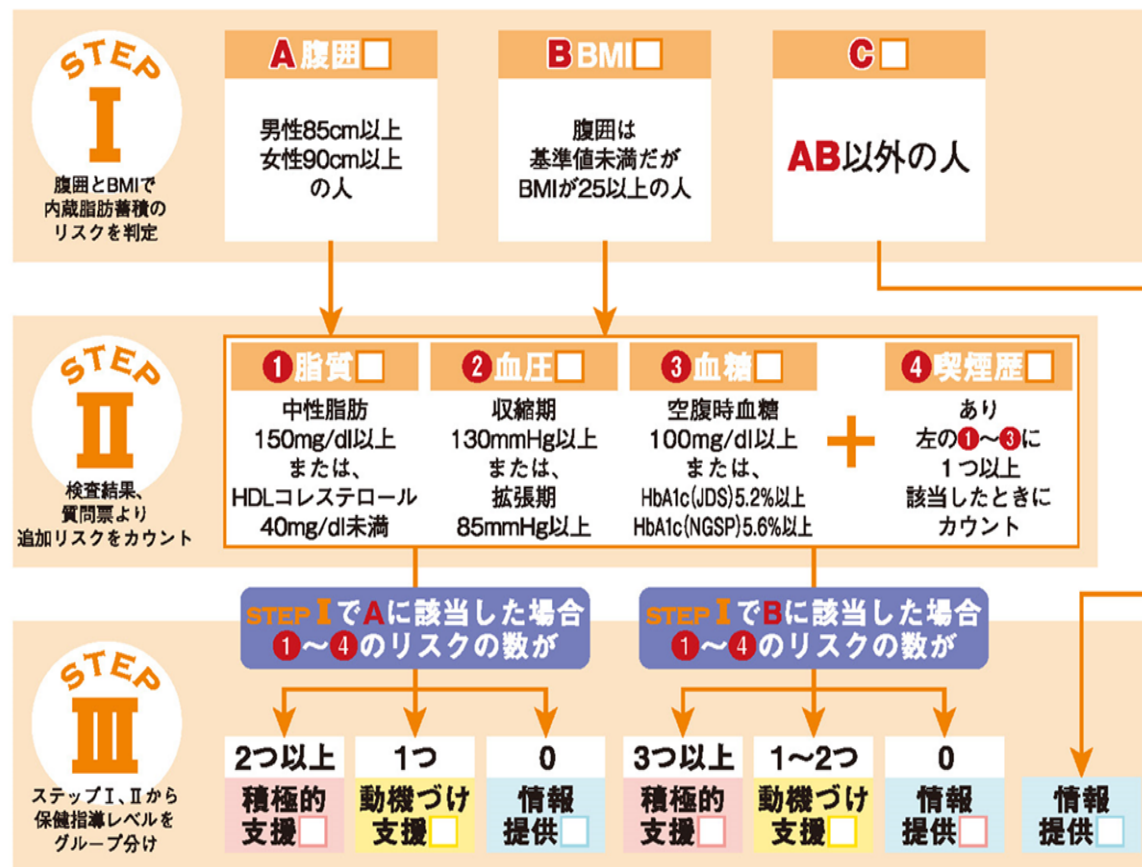 STEP
I
腹囲とBMIで
内蔵脂肪蓄積の
リスクを判定
A 腹囲
男性85cm以上
女性90cm以上
の人
B BMI
腹囲は
基準値未満だが
BMIが25以上の人
C
AB以外の人
STEP
II
検査結果、
質問票より
追加リスクをカウント
①脂質
中性脂肪
150mg/dl以上
または、
HDLコレステロール
40mg/dl未満
②血圧
収縮期
130mmHg以上
または、
拡張期
85mmHg以上
③血糖
空腹時血糖
100mg/dl以上
または、
HbA1c(JDS)5.2%以上
HbA1c(NGSP)5.6%以上
+
④喫煙歴
あり
左の①〜③に
1つ以上
該当したときに
カウント
STEP IでAに該当した場合
①〜④のリスクの数が
STEP IでBに該当した場合
①〜④のリスクの数が
STEP
III
ステップI、IIから
保健指導レベルを
グループ分け
2つ以上
積極的
支援
1つ
動機づけ
支援
0
情報
提供
3つ以上
積極的
支援
1〜2つ
動機づけ
支援
0
情報
提供
情報
提供